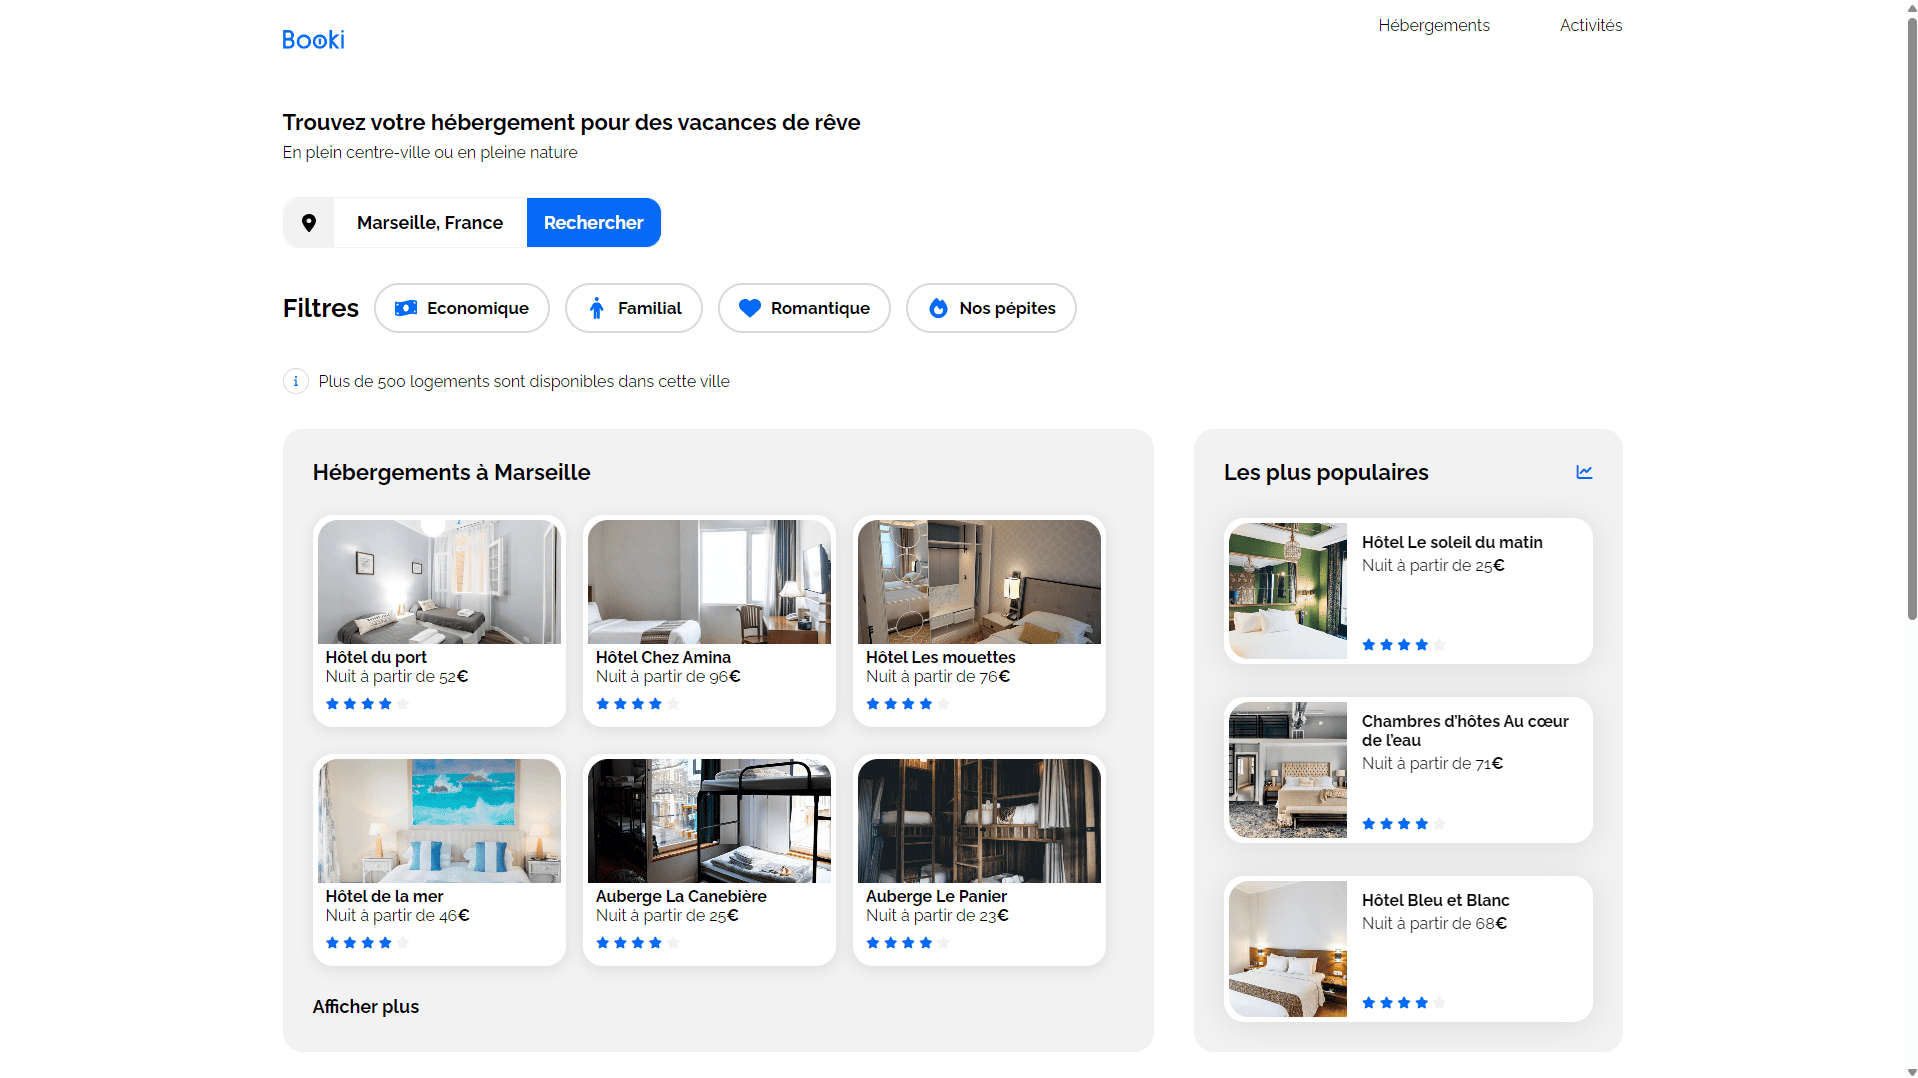 Booki
Hébergements
Activités
Trouvez votre hébergement pour des vacances de rêve
En plein centre-ville ou en pleine nature
Marseille, France
Rechercher
Filtres
Economique
Familial
Romantique
Nos pépites
Plus de 500 logements sont disponibles dans cette ville
Hébergements à Marseille
Hôtel du port
Nuit à partir de 52€
Hôtel Chez Amina
Nuit à partir de 96€
Hôtel Les mouettes
Nuit à partir de 76€
Hôtel de la mer
Nuit à partir de 46€
Auberge La Canebière
Nuit à partir de 25€
Auberge Le Panier
Nuit à partir de 23€
Afficher plus
Les plus populaires
Hôtel Le soleil du matin
Nuit à partir de 25€
Chambres d'hôtes Au cœur
de l'eau
Nuit à partir de 71€
Hôtel Bleu et Blanc
Nuit à partir de 68€